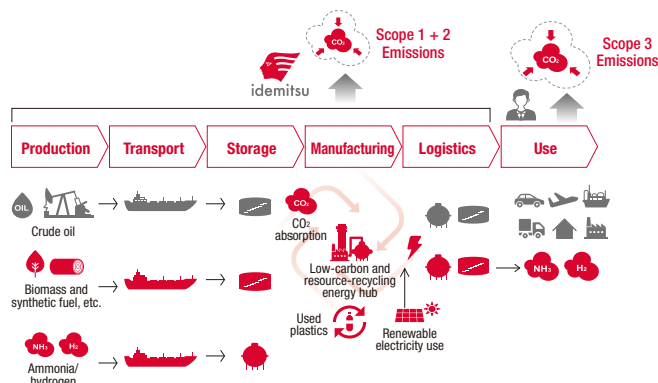 CO₂
Scope 1 + 2
Emissions
idemitsu
CO₂
Scope 3
Emissions
Production
Transport
Storage
Manufacturing
Logistics
Use
OIL
Crude oil
CO₂
CO₂
absorption
Biomass and
synthetic fuel, etc.
Low-carbon and
resource-recycling
energy hub
NH₃
H₂
Used
plastics
Renewable
electricity use
NH₃
H₂
Ammonia/
hydrogen